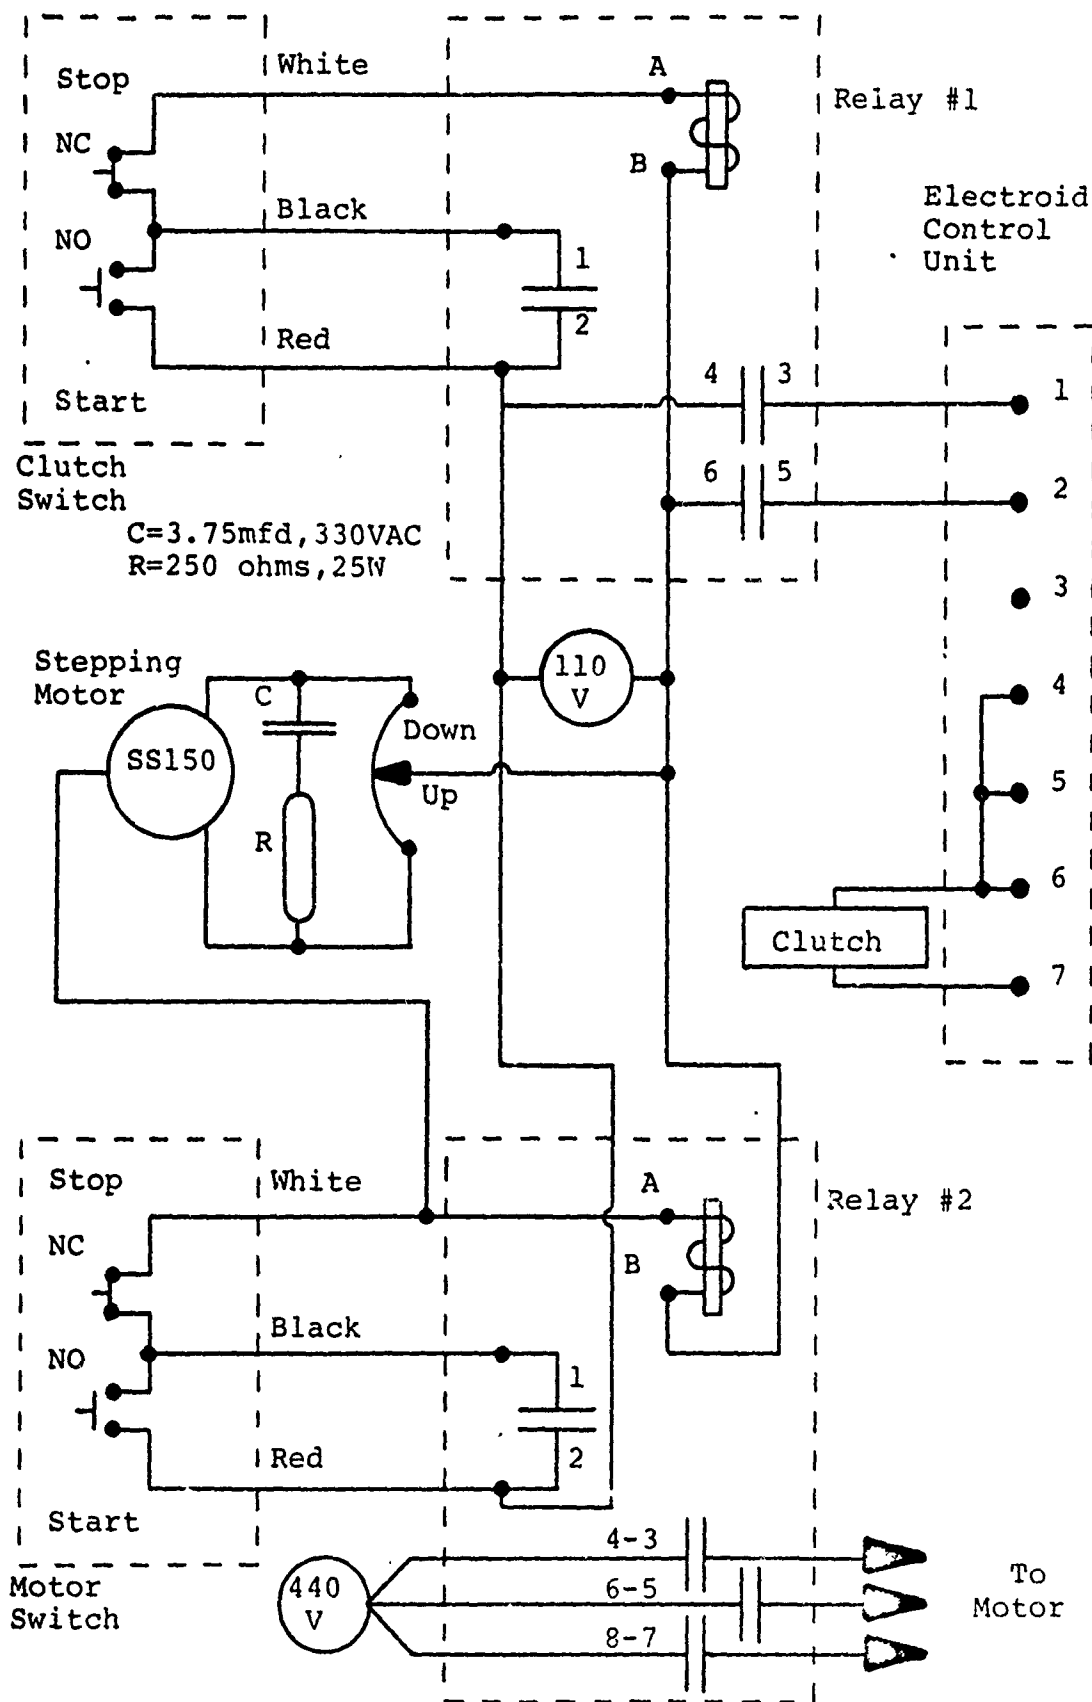 Stop
White
A
Relay #1
NC
B
Electroid
Control
Unit
Black
NO
1
2
Red
Start
4 3
1
Clutch
Switch
6 5
2
C=3.75mfd,330VAC
R=250 ohms,25W
3
Stepping
Motor
110
V
4
C
Down
SS150
Up
5
R
6
Clutch
7
Stop
White
A
Relay #2
NC
B
Black
NO
1
2
Red
Start
4-3
Motor
Switch
440
V
6-5
To
Motor
8-7